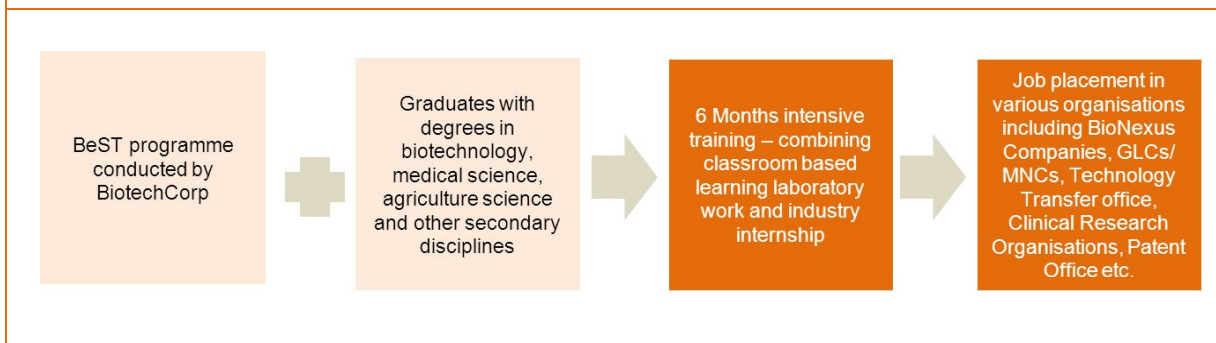 BeST programme
conducted by
BiotechCorp
Graduates with
degrees in
biotechnology,
medical science,
agriculture science
and other secondary
disciplines
6 Months intensive
training – combining
classroom based
learning laboratory
work and industry
internship
Job placement in
various organisations
including BioNexus
Companies, GLCs/
MNCs, Technology
Transfer office,
Clinical Research
Organisations, Patent
Office etc.